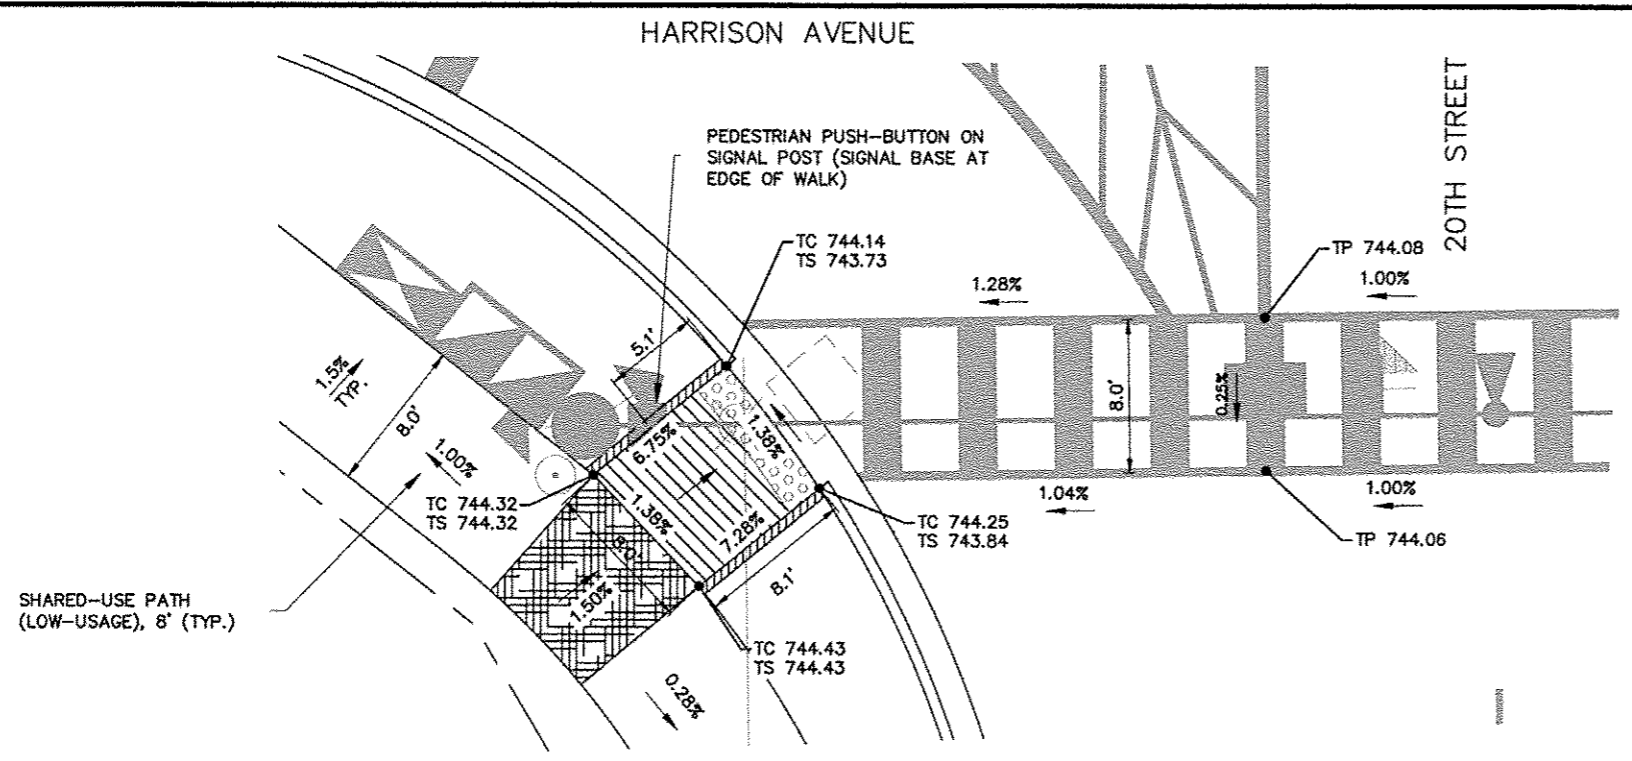 HARRISON AVENUE
20TH STREET
PEDESTRIAN PUSH-BUTTON ON
SIGNAL POST (SIGNAL BASE AT
EDGE OF WALK)
TC 744.14
TS 743.73
TP 744.08
1.28%
1.00%
5.1'
1.5%
TYP.
8.0'
8.0'
0.25%
6.75%
1.38%
1.00%
TC 744.32
TS 744.32
1.38%
7.28%
1.04%
1.00%
TC 744.25
TS 743.84
TP 744.06
8.0'
8.1'
1.50%
SHARED-USE PATH
(LOW-USAGE), 8' (TYP.)
TC 744.43
TS 744.43
0.28%